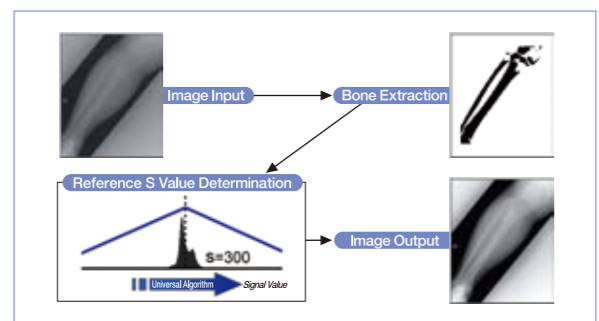 Image Input
Bone Extraction
Reference S Value Determination
s=300
Universal Algorithm
Signal Value
Image Output